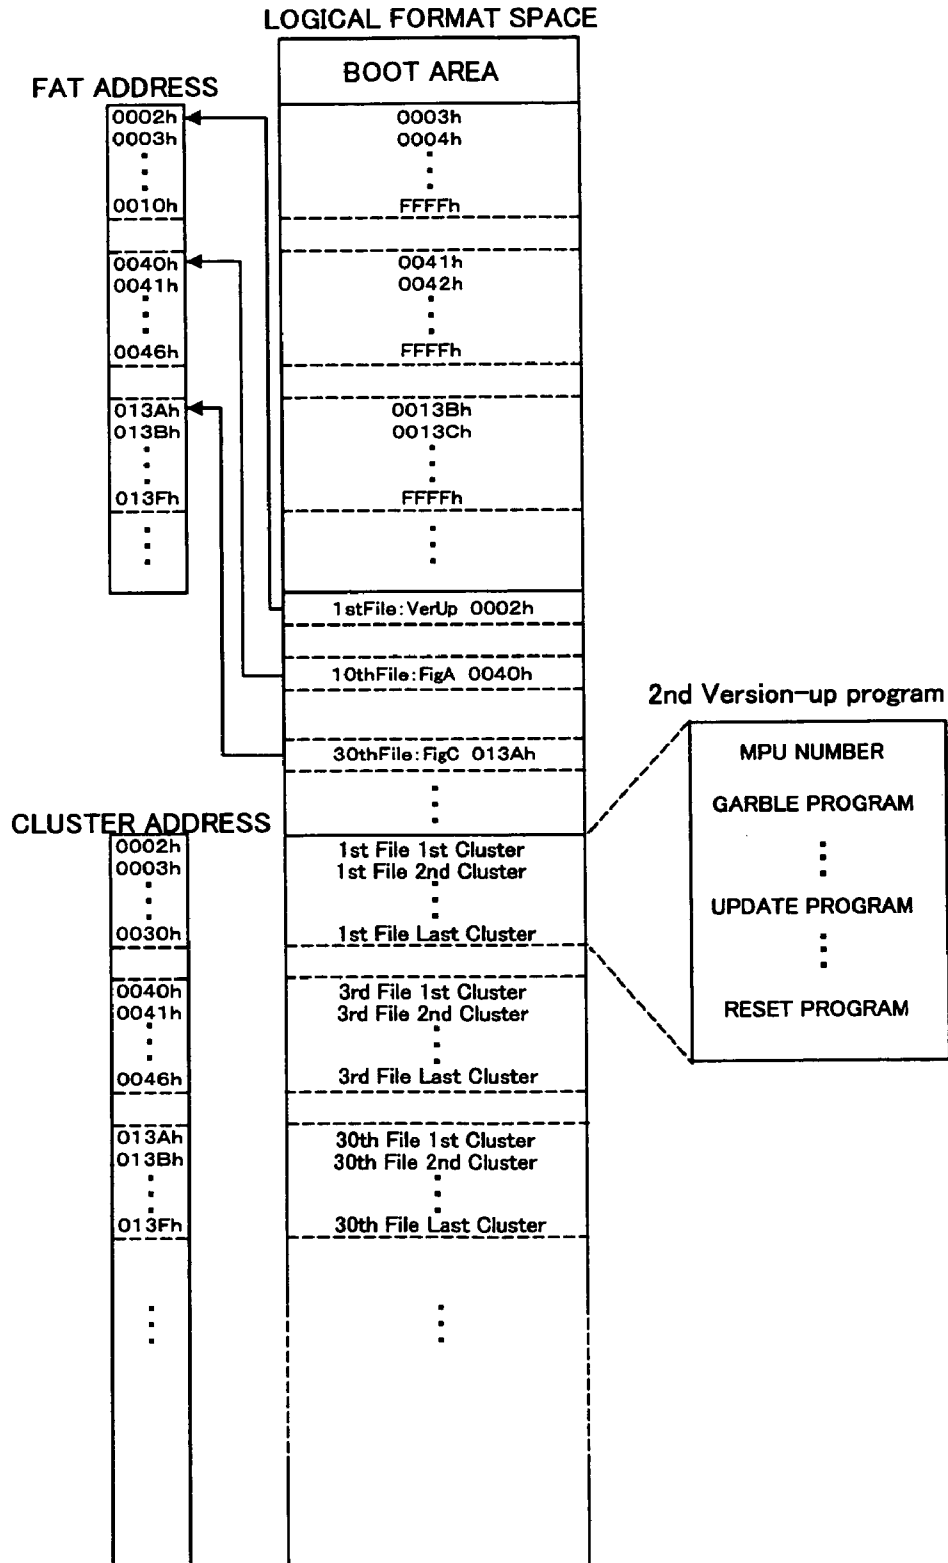 LOGICAL FORMAT SPACE
BOOT AREA
FAT ADDRESS
0002h 0003h
0003h 0004h
0010h FFFFh
0040h 0041h
0041h 0042h
0046h FFFFh
013Ah 0013Bh
013Bh 0013Ch
013Fh FFFFh
1stFile:VerUp 0002h
10thFile:FigA 0040h
30thFile:FigC 013Ah
2nd Version-up program
MPU NUMBER
GARBLE PROGRAM
UPDATE PROGRAM
RESET PROGRAM
CLUSTER ADDRESS
0002h 1st File 1st Cluster
0003h 1st File 2nd Cluster
0030h 1st File Last Cluster
0040h 3rd File 1st Cluster
0041h 3rd File 2nd Cluster
0046h 3rd File Last Cluster
013Ah 30th File 1st Cluster
013Bh 30th File 2nd Cluster
013Fh 30th File Last Cluster